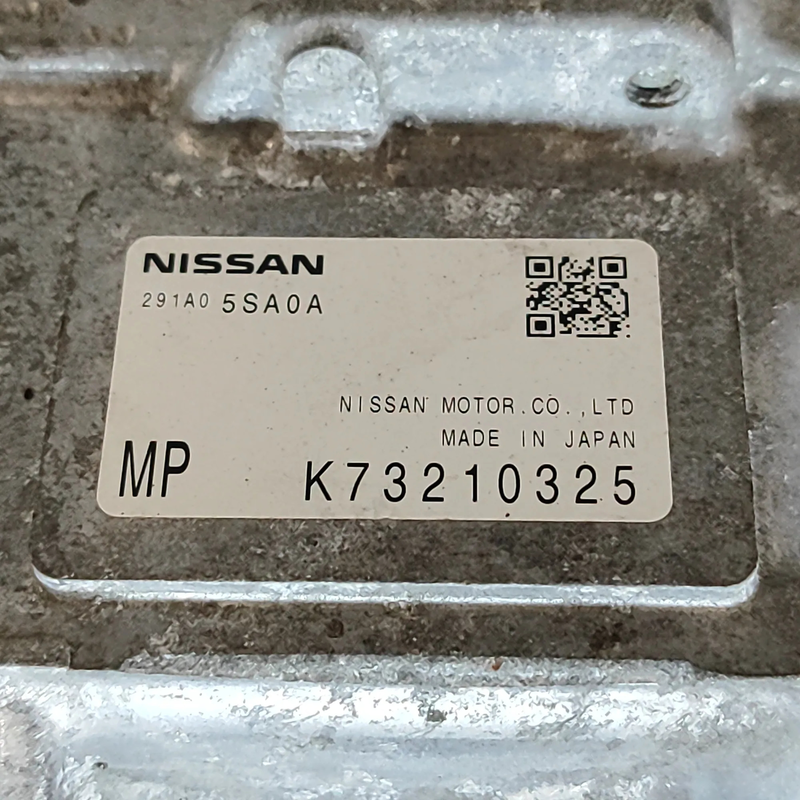 NISSAN
291A0 5SA0A
NISSAN MOTOR.CO.,LTD
MADE IN JAPAN
MP K73210325